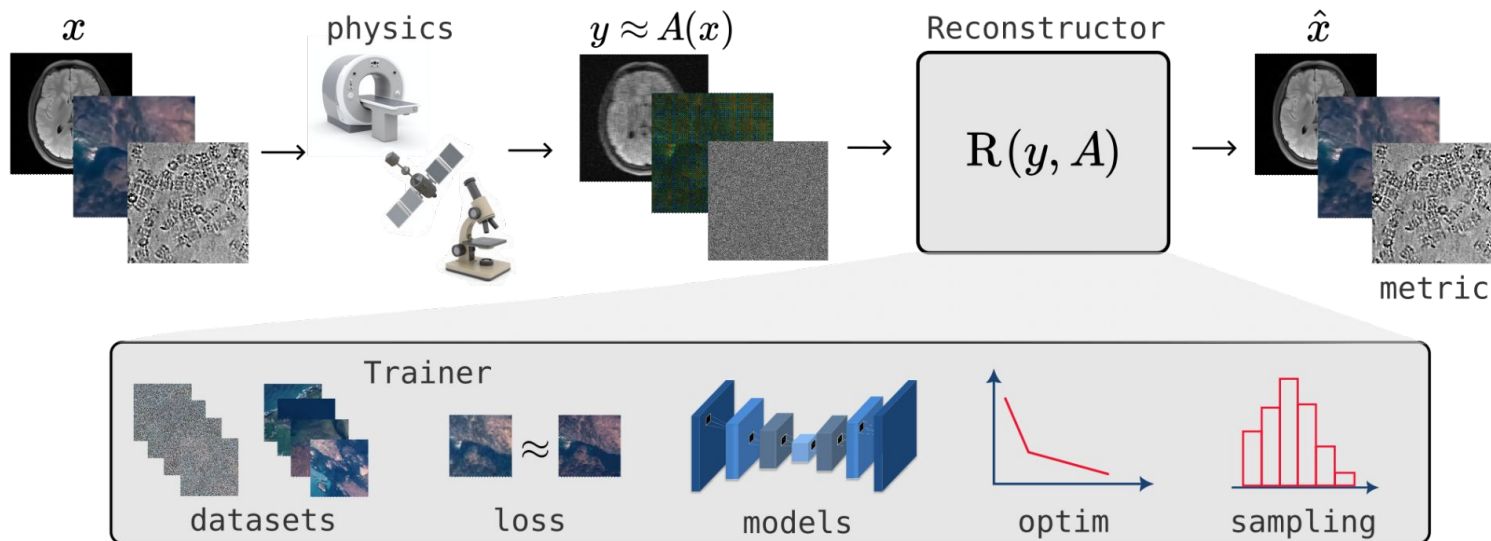 x
physics
y ≈ A(x)
Reconstructor
x̂
R(y, A)
metric
Trainer
≈
datasets
loss
models
optim
sampling